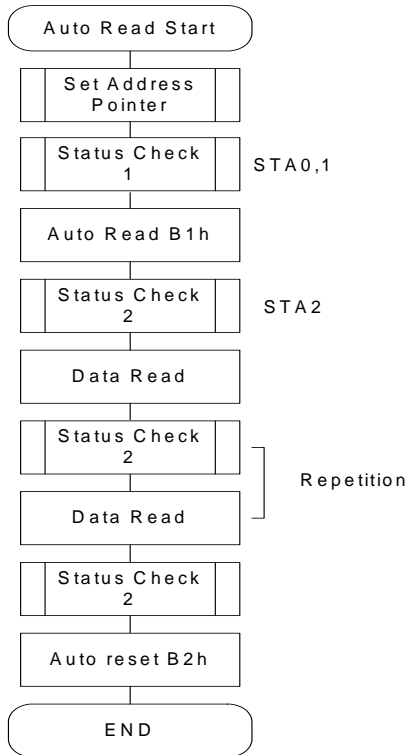 Auto Read Start
Set Address
Pointer
Status Check
1
STA0,1
Auto Read B1h
Status Check
2
STA2
Data Read
Status Check
2
Repetition
Data Read
Status Check
2
Auto reset B2h
END